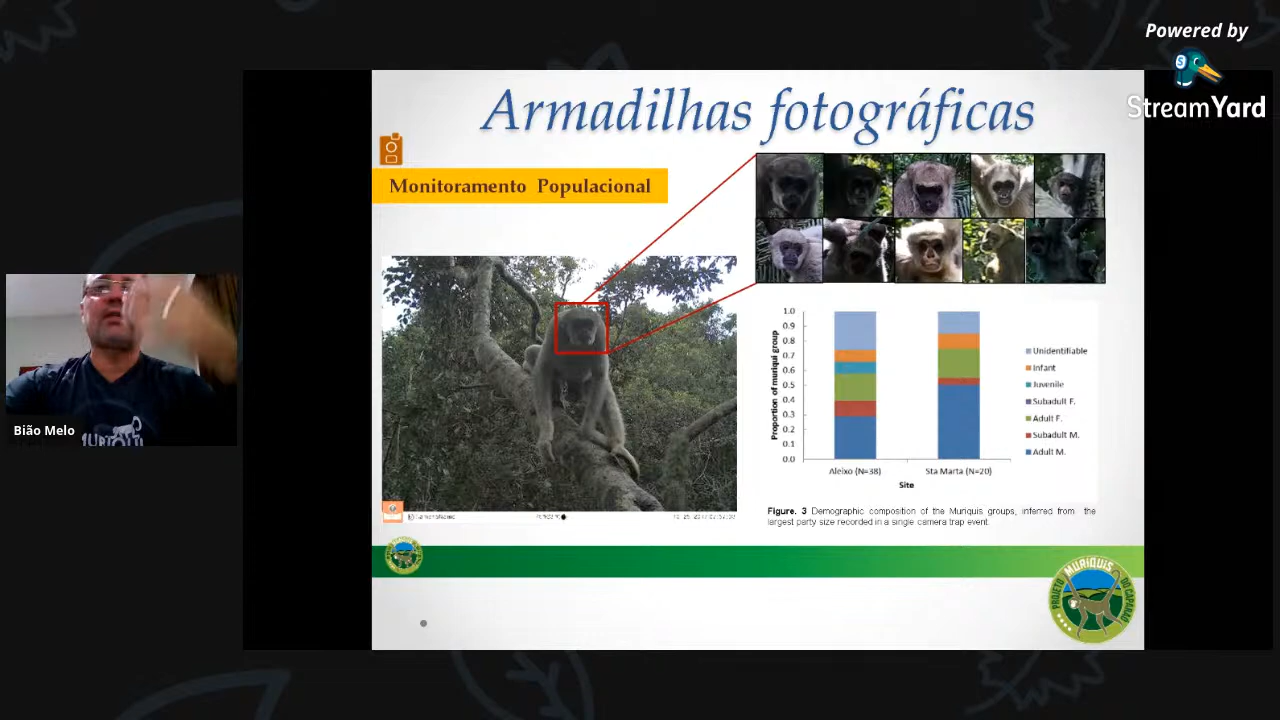 Powered by
StreamYard
Armadilhas fotográficas
Monitoramento Populacional
Bião Melo
Proportion of muriqui group
1.0
0.9
0.8
0.7
0.6
0.5
0.4
0.3
0.2
0.1
0.0
Aleixo (N=38)
Sta Marta (N=20)
Site
Unidentifiable
Infant
Juvenile
Subadult F.
Adult F.
Subadult M.
Adult M.
Figure. 3 Demographic composition of the Muriquis groups, inferred from the
largest party size recorded in a single camera trap event.
PROJETO MURIQUIS DO CAPARAÓ